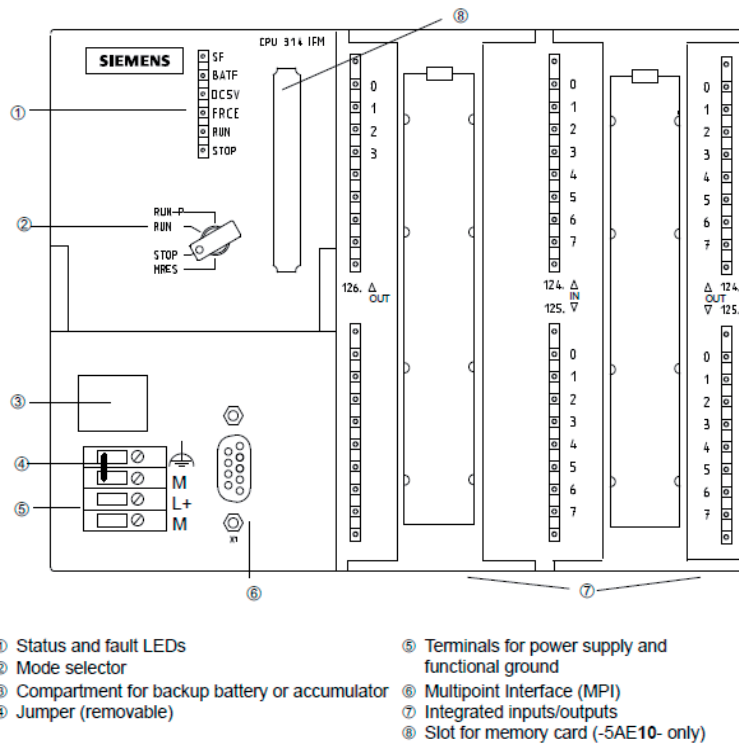 ⑧
CPU 314 IFM
SIEMENS
SF
BATF
DC5V
FRCE
RUN
STOP
①
②
RUN-P
RUN
STOP
MRES
0
1
2
3
126. △
OUT
0
1
2
3
4
5
6
7
124. △
IN
125. ▽
0
1
2
3
4
5
6
7
0
1
2
3
4
5
6
7
△ 124.
OUT
▽ 125.
0
1
2
3
4
5
6
7
③
④
⑤
M
L+
M
X1
⑥
⑦
① Status and fault LEDs
② Mode selector
③ Compartment for backup battery or accumulator
④ Jumper (removable)
⑤ Terminals for power supply and
functional ground
⑥ Multipoint Interface (MPI)
⑦ Integrated inputs/outputs
⑧ Slot for memory card (-5AE10- only)